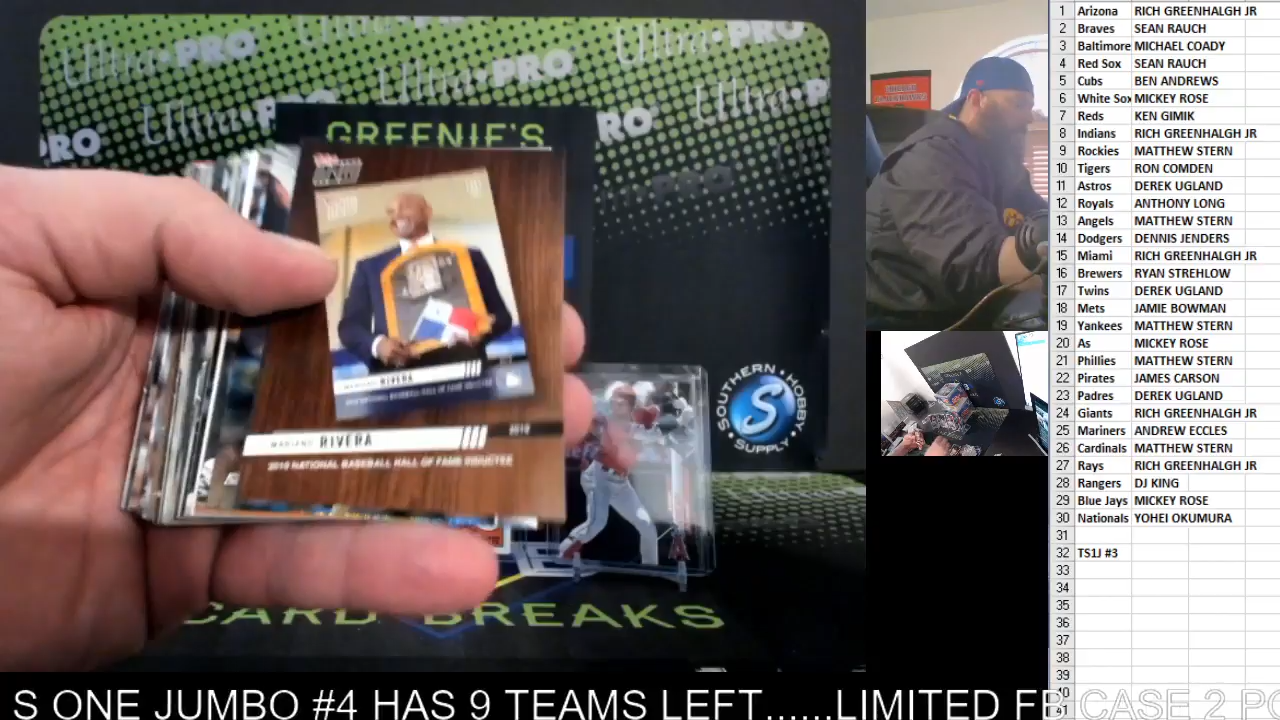 Ultra•PRO
Ultra•PRO
Ultra•PRO
PRO
GREENIE'S
PRO
TOPPS NOW
RIVERA
MARIANO RIVERA
2019
2019 NATIONAL BASEBALL HALL OF FAME INDUCTEE
SOUTHERN HOBBY SUPPLY
S
CARD BREAKS
1 Arizona RICH GREENHALGH JR
2 Braves SEAN RAUCH
3 Baltimore MICHAEL COADY
4 Red Sox SEAN RAUCH
5 Cubs BEN ANDREWS
6 White Sox MICKEY ROSE
7 Reds KEN GIMIK
8 Indians RICH GREENHALGH JR
9 Rockies MATTHEW STERN
10 Tigers RON COMDEN
11 Astros DEREK UGLAND
12 Royals ANTHONY LONG
13 Angels MATTHEW STERN
14 Dodgers DENNIS JENDERS
15 Miami RICH GREENHALGH JR
16 Brewers RYAN STREHLOW
17 Twins DEREK UGLAND
18 Mets JAMIE BOWMAN
19 Yankees MATTHEW STERN
20 As MICKEY ROSE
21 Phillies MATTHEW STERN
22 Pirates JAMES CARSON
23 Padres DEREK UGLAND
24 Giants RICH GREENHALGH JR
25 Mariners ANDREW ECCLES
26 Cardinals MATTHEW STERN
27 Rays RICH GREENHALGH JR
28 Rangers DJ KING
29 Blue Jays MICKEY ROSE
30 Nationals YOHEI OKUMURA
31
32 TS1J #3
33
34
35
36
37
38
39
40
41
S ONE JUMBO #4 HAS 9 TEAMS LEFT......LIMITED FB CASE 2 PO